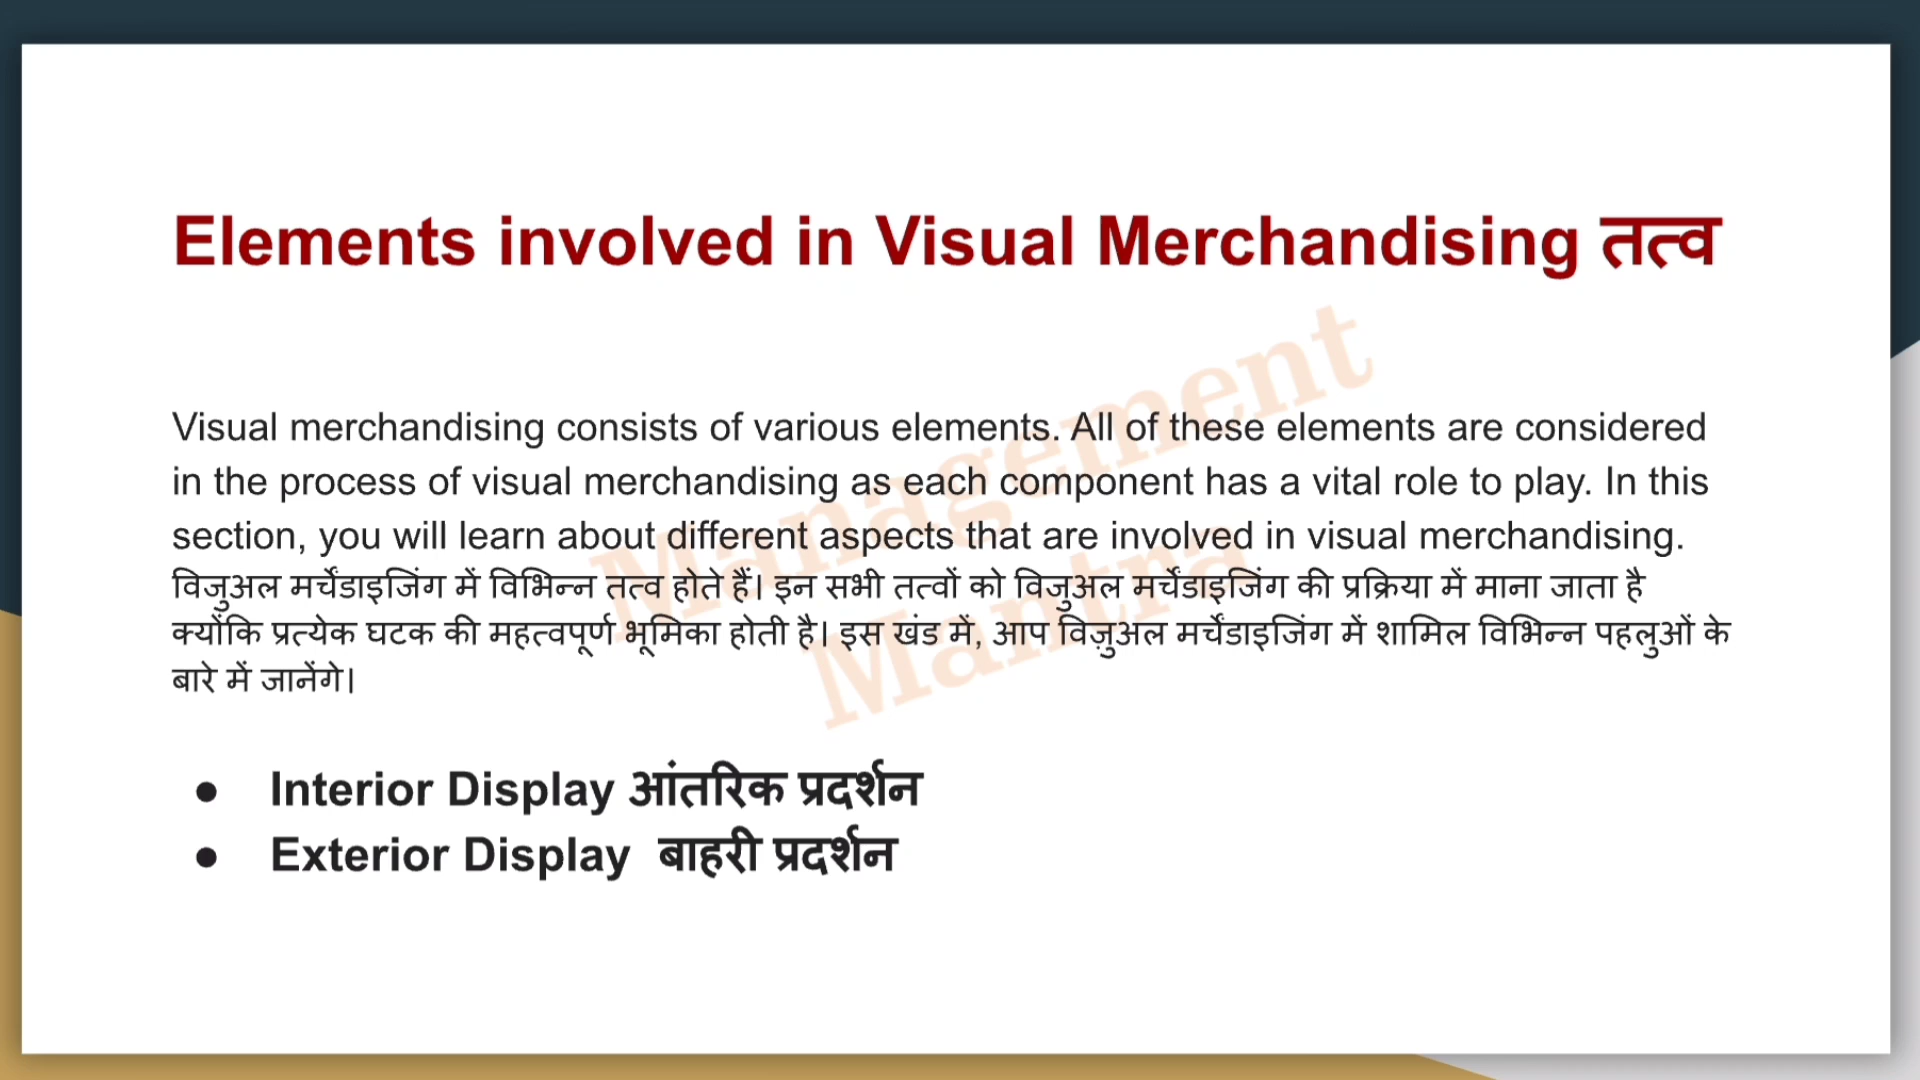 Elements involved in Visual Merchandising तत्व
Visual merchandising consists of various elements. All of these elements are considered
in the process of visual merchandising as each component has a vital role to play. In this
section, you will learn about different aspects that are involved in visual merchandising.
विजुअल मर्चेंडाइजिंग में विभिन्न तत्व होते हैं। इन सभी तत्वों को विजुअल मर्चेंडाइजिंग की प्रक्रिया में माना जाता है
क्योंकि प्रत्येक घटक की महत्वपूर्ण भूमिका होती है। इस खंड में, आप विज़ुअल मर्चेंडाइजिंग में शामिल विभिन्न पहलुओं के
बारे में जानेंगे।
● Interior Display आंतरिक प्रदर्शन
● Exterior Display बाहरी प्रदर्शन
Management
Mantra